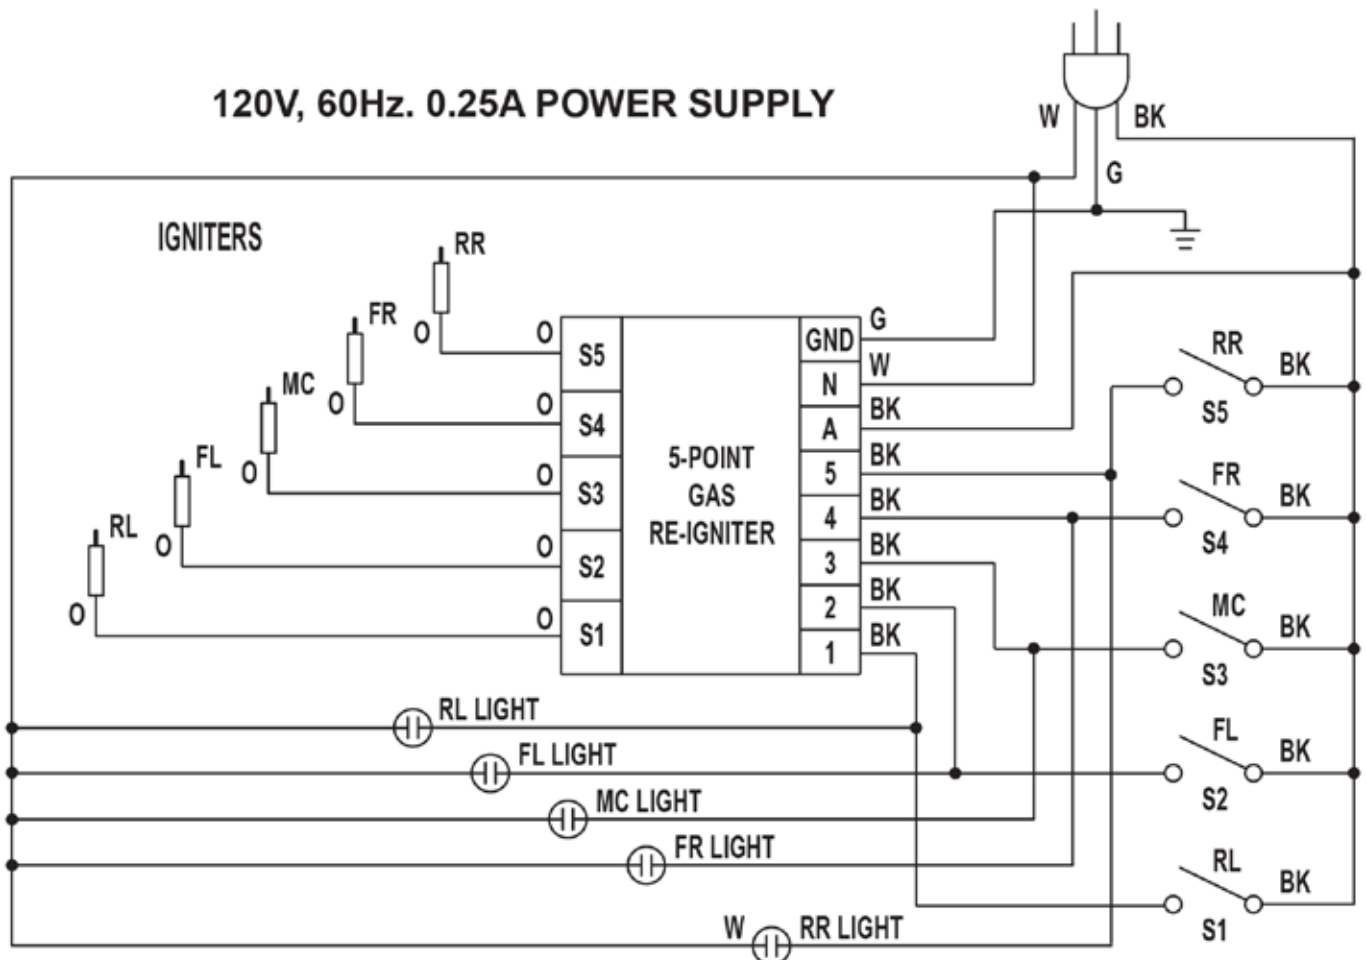 120V, 60Hz. 0.25A POWER SUPPLY
W
BK
G
IGNITERS
RR
FR
MC
FL
RL
O
O
O
O
O
O
O
O
O
O
S5
S4
S3
S2
S1
5-POINT
GAS
RE-IGNITER
GND
N
A
5
4
3
2
1
G
W
BK
BK
BK
BK
BK
BK
RR
BK
S5
FR
BK
S4
MC
BK
S3
FL
BK
S2
RL
BK
S1
RL LIGHT
FL LIGHT
MC LIGHT
FR LIGHT
W
RR LIGHT